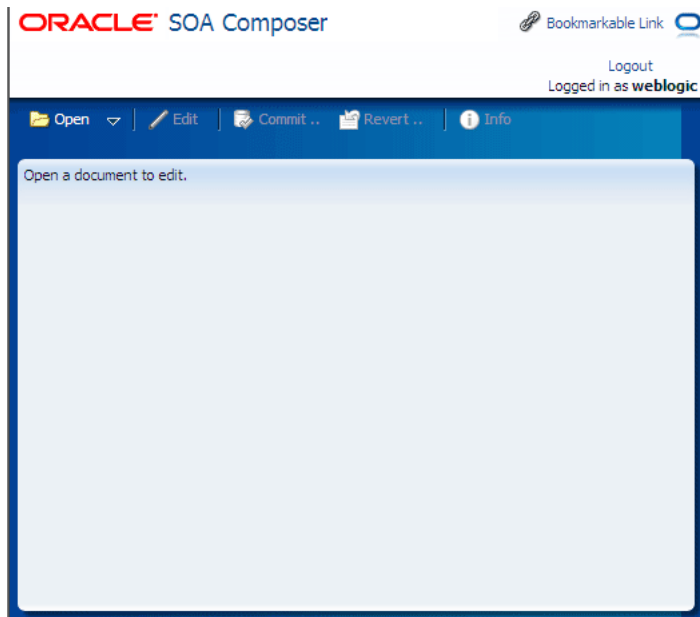 ORACLE SOA Composer
Bookmarkable Link
Logout
Logged in as weblogic
Open Edit Commit .. Revert .. Info
Open a document to edit.